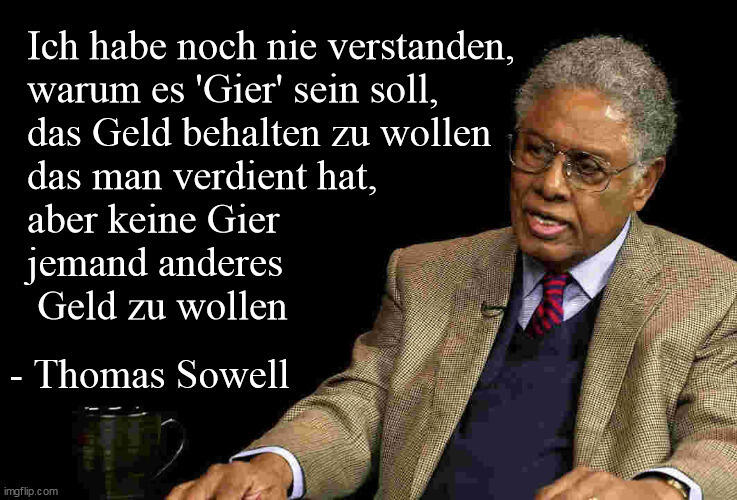 Ich habe noch nie verstanden,
warum es 'Gier' sein soll,
das Geld behalten zu wollen
das man verdient hat,
aber keine Gier
jemand anderes
Geld zu wollen
- Thomas Sowell
imgflip.com